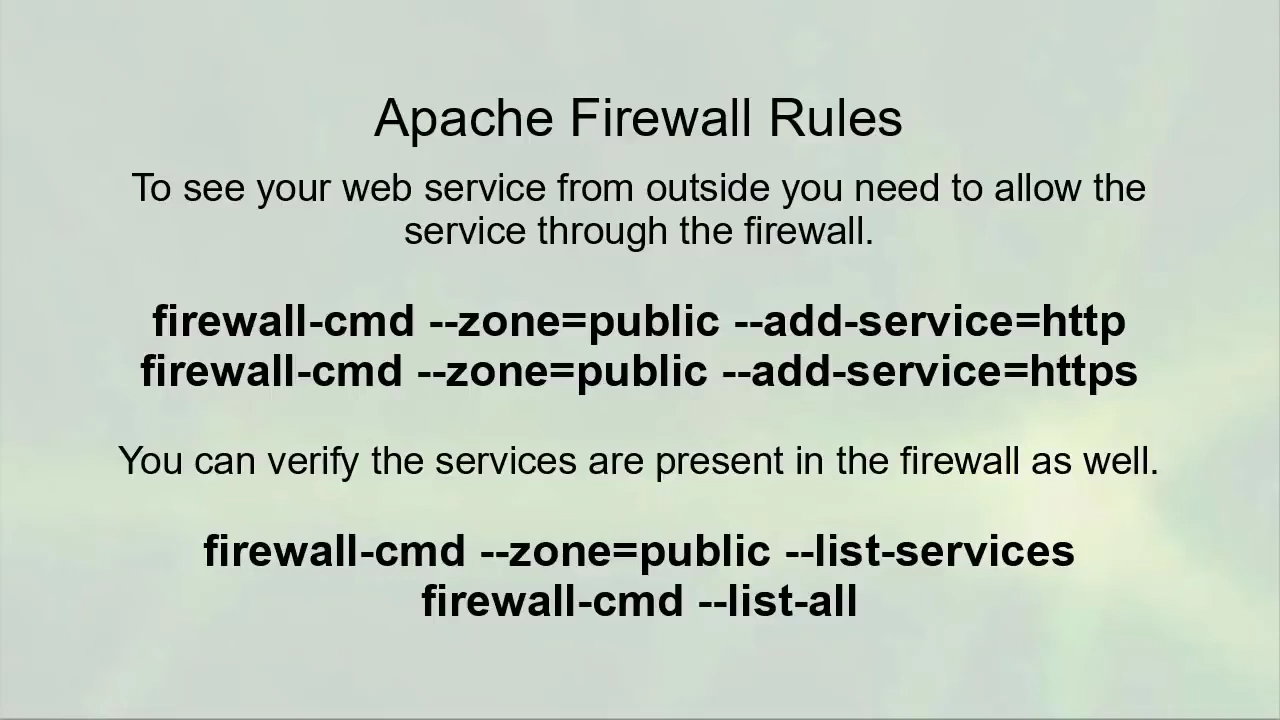 Apache Firewall Rules
To see your web service from outside you need to allow the
service through the firewall.
firewall-cmd --zone=public --add-service=http
firewall-cmd --zone=public --add-service=https
You can verify the services are present in the firewall as well.
firewall-cmd --zone=public --list-services
firewall-cmd --list-all